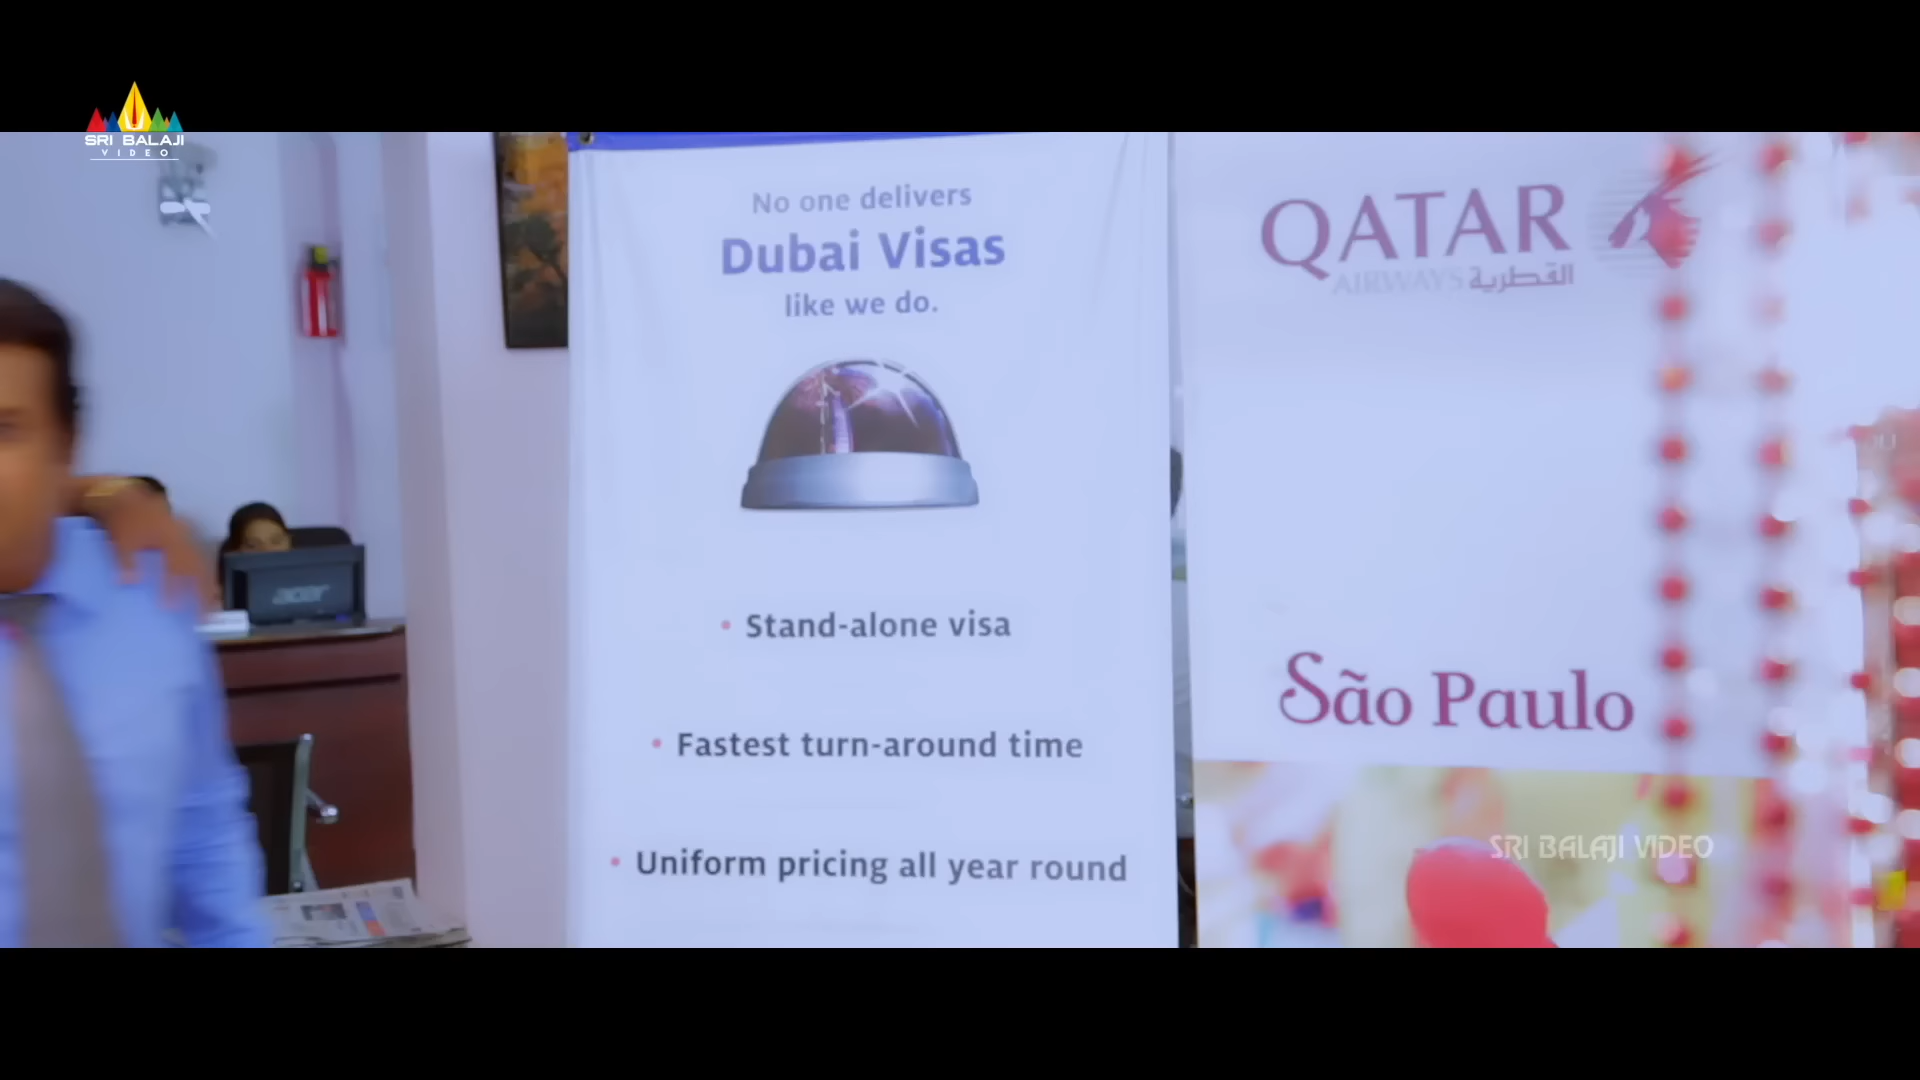 SRI BALAJI
VIDEO
No one delivers
Dubai Visas
like we do.
• Stand-alone visa
• Fastest turn-around time
• Uniform pricing all year round
QATAR
AIRWAYS القطرية
São Paulo
acer
SRI BALAJI VIDEO